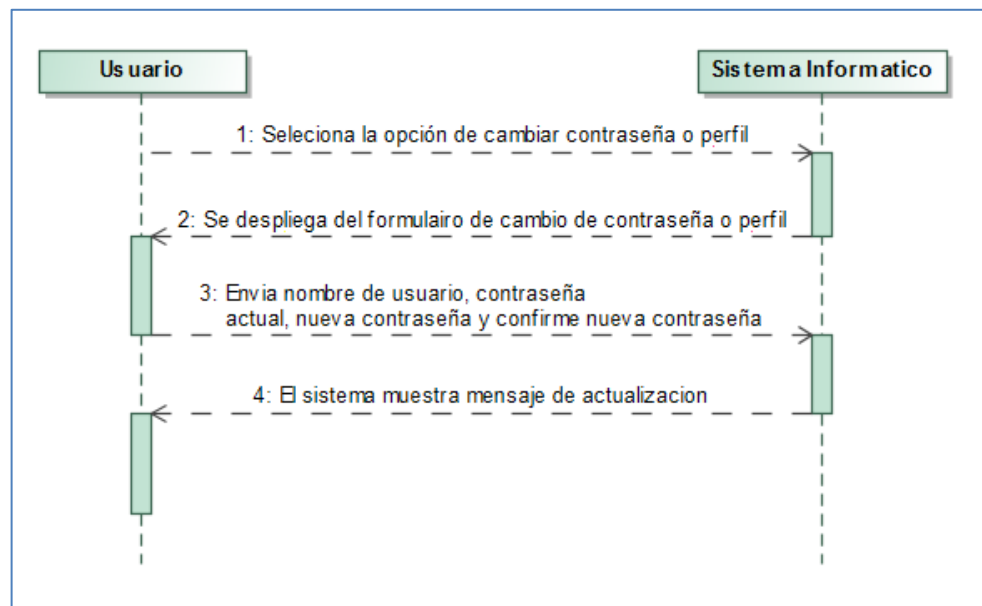 Usuario
Sistema Informatico
1: Seleciona la opción de cambiar contraseña o perfil
2: Se despliega del formulairo de cambio de contraseña o perfil
3: Envia nombre de usuario, contraseña
actual, nueva contraseña y confirme nueva contraseña
4: El sistema muestra mensaje de actualizacion